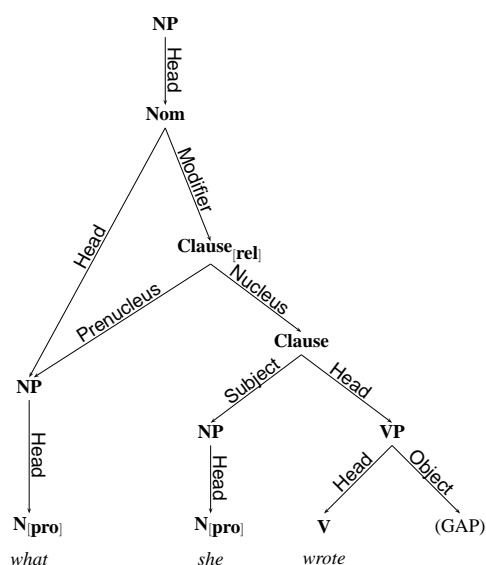 NP
Head
Nom
Modifier
Head
Clause[rel]
Prenucleus
Nucleus
Clause
Subject
Head
NP
NP
VP
Head
Head
Head
Object
N[pro]
N[pro]
V
(GAP)
what
she
wrote